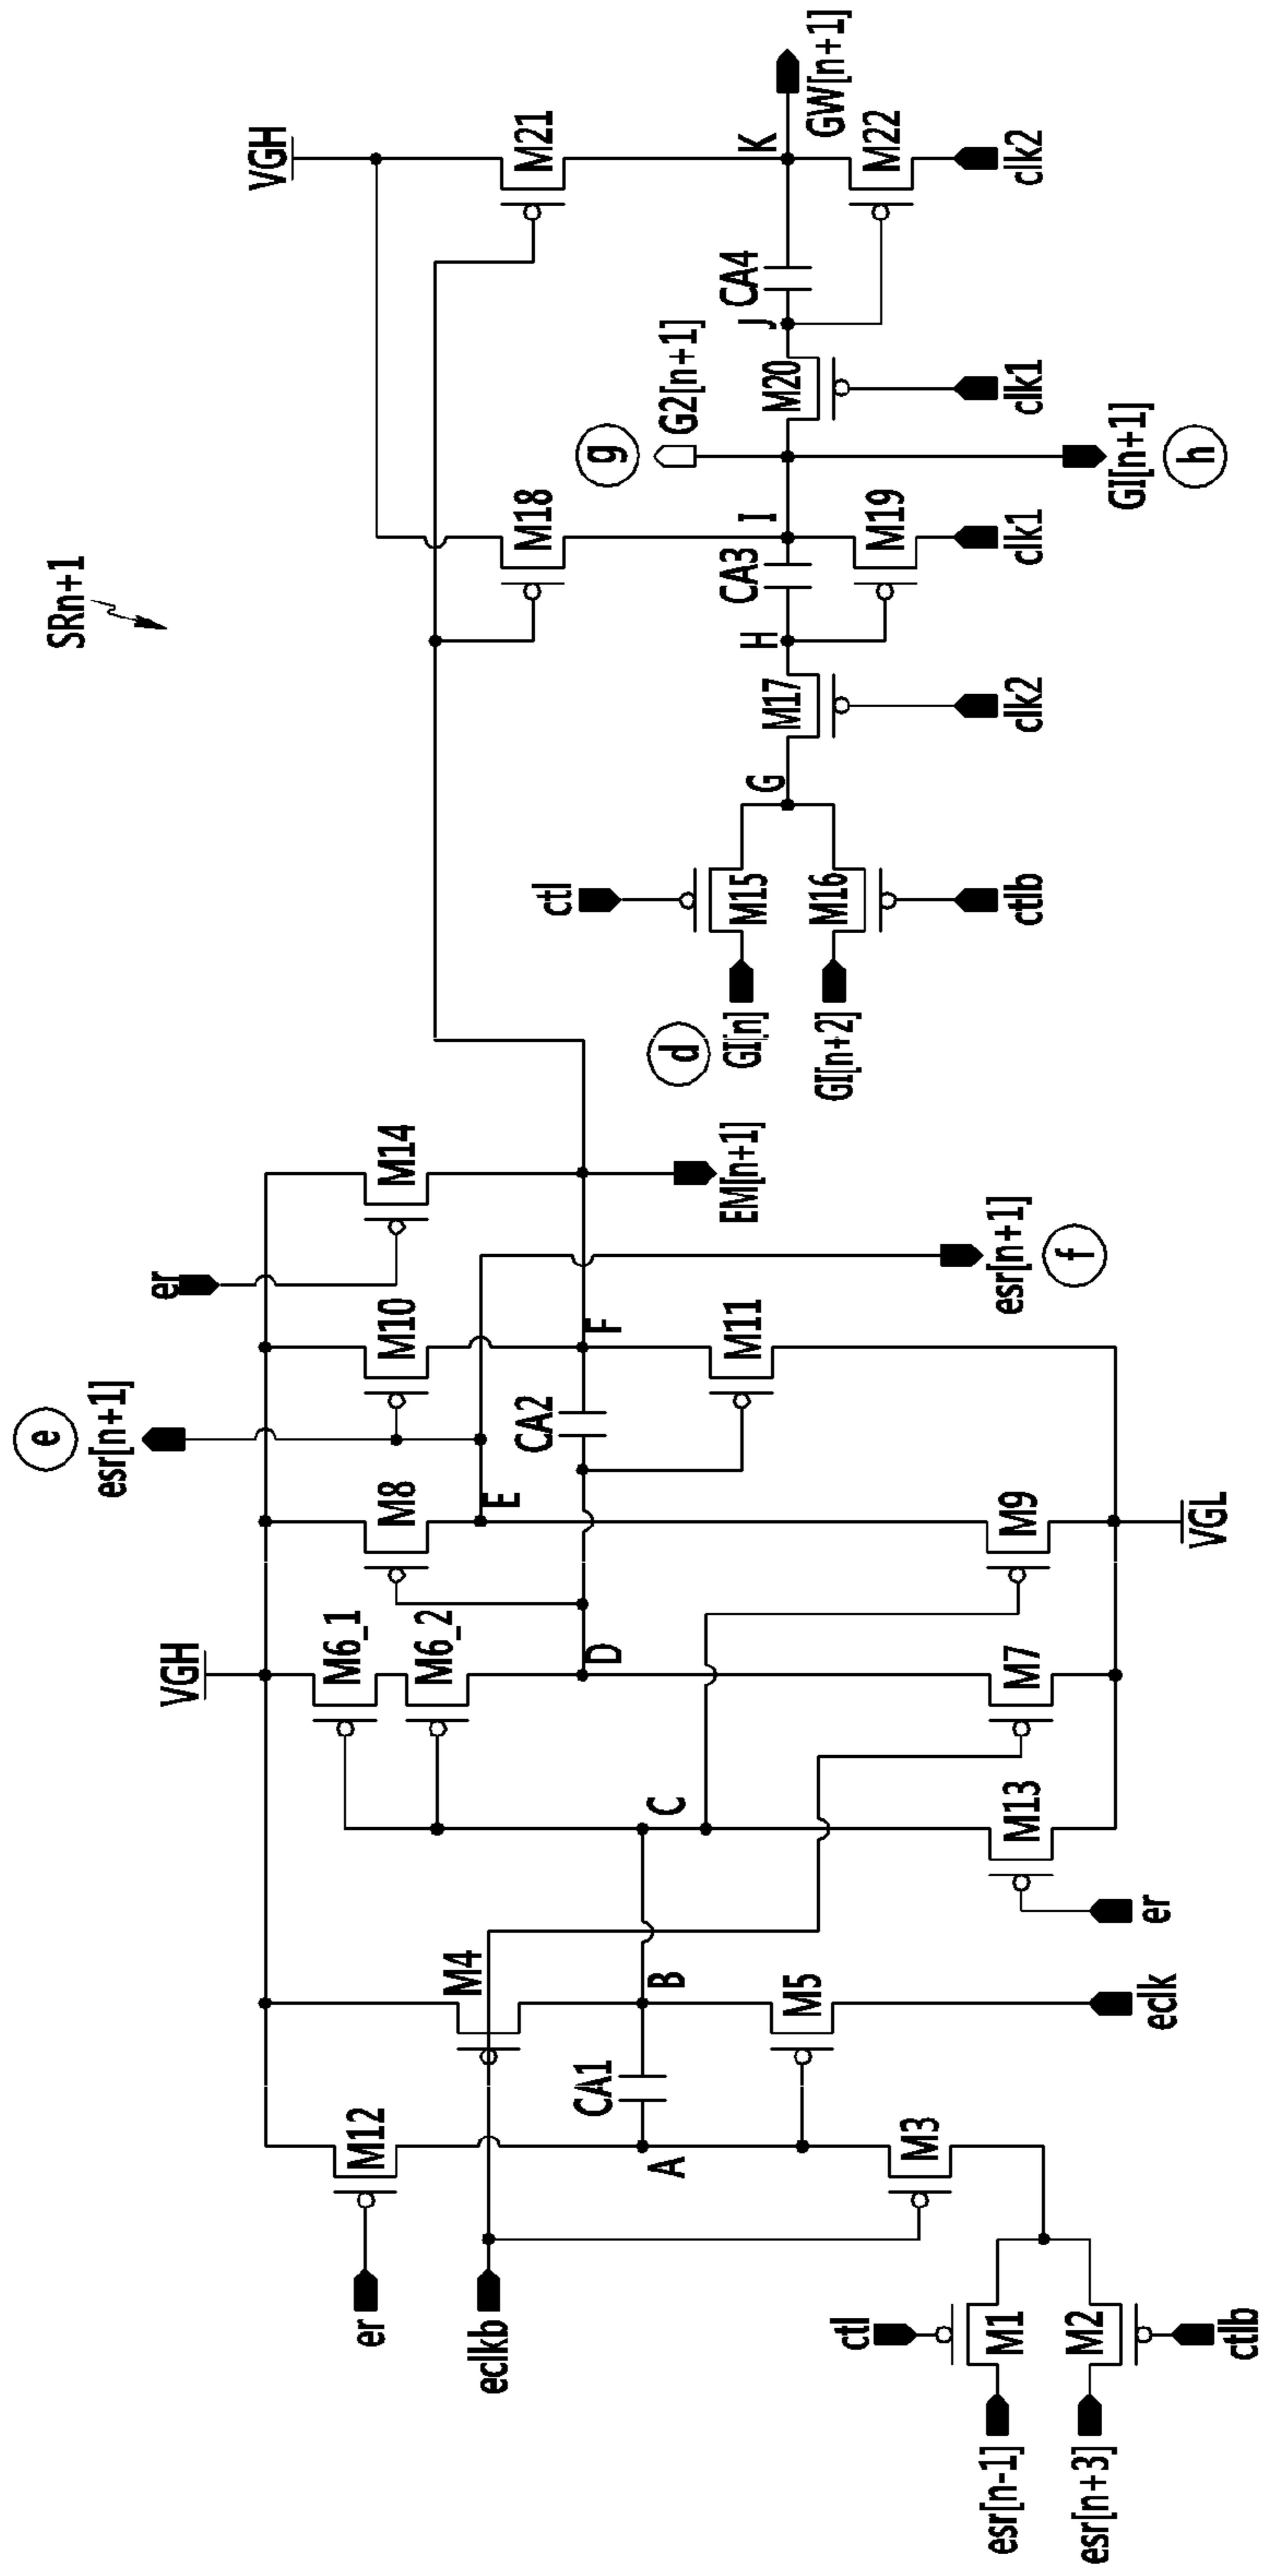 SRn+1
VGH
er
eclkb
ctl
esr[n-1]
esr[n+3]
ctlb
M1
M2
M12
CA1
A
M3
M4
B
M5
eclk
C
M13
er
M6_1
M6_2
D
M7
M8
E
M9
VGL
e
esr[n+1]
CA2
M10
F
M11
er
M14
esr[n+1]
f
EM[n+1]
d
GI[n]
GI[n+2]
ctl
M15
M16
ctlb
G
M17
clk2
H
CA3
M18
I
M19
clk1
g
G2[n+1]
GI[n+1]
h
M20
clk1
J
CA4
VGH
M21
K
M22
clk2
GW[n+1]